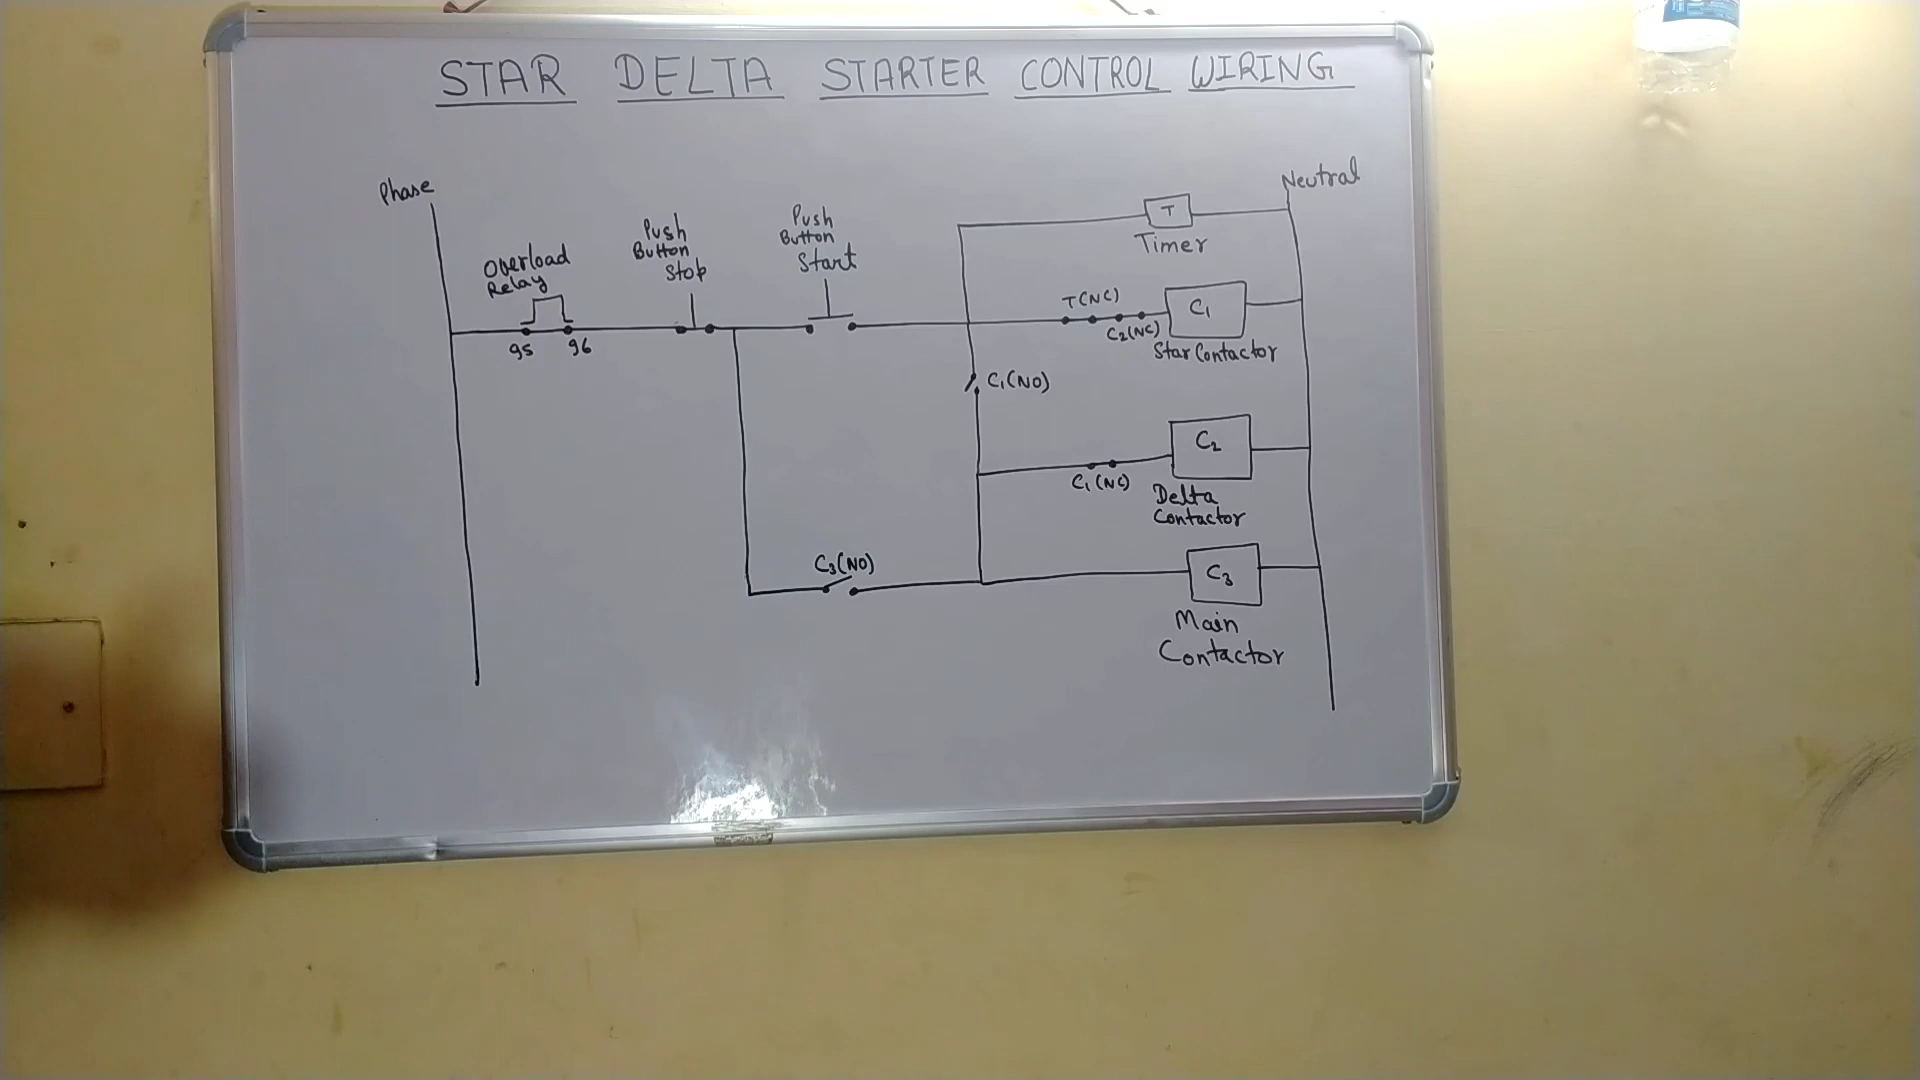 STAR DELTA STARTER CONTROL WIRING
Phase
Neutral
Overload
Relay
95 96
Push
Button
Stop
Push
Button
Start
T
Timer
T(NC)
C2(NC)
C1
Star Contactor
C1(NO)
C1(NC)
C2
Delta
Contactor
C3(NO)
C3
Main
Contactor